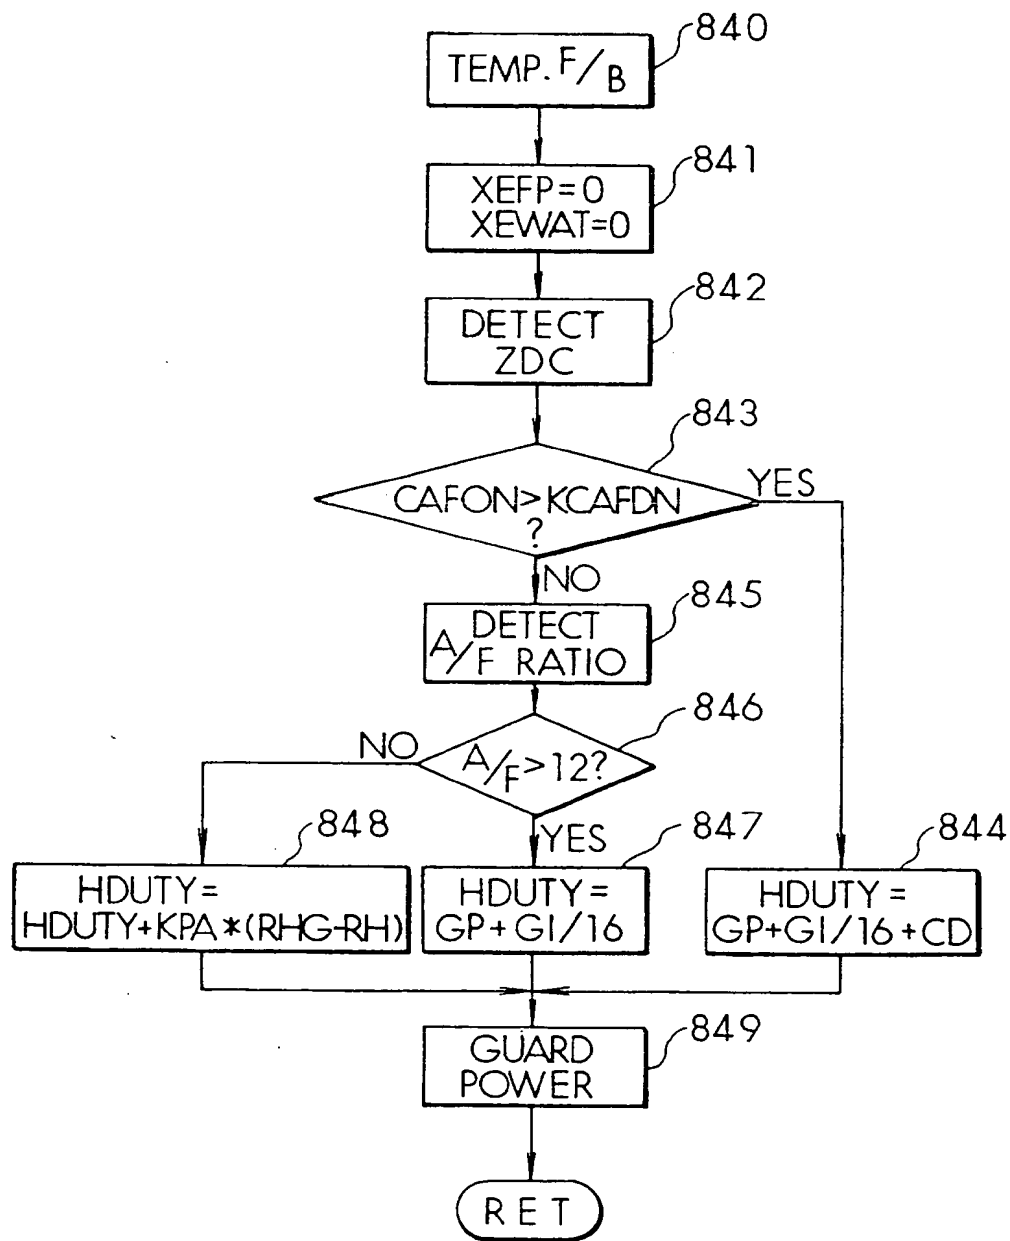 840
TEMP. F/B
841
XEFP=0
XEWAT=0
842
DETECT
ZDC
843
CAFON>KCAFDN
?
YES
NO
845
DETECT
A/F RATIO
846
NO
A/F>12?
YES
848
HDUTY=
HDUTY+KPA*(RHG-RH)
847
HDUTY=
GP+GI/16
844
HDUTY=
GP+GI/16+CD
849
GUARD
POWER
RET